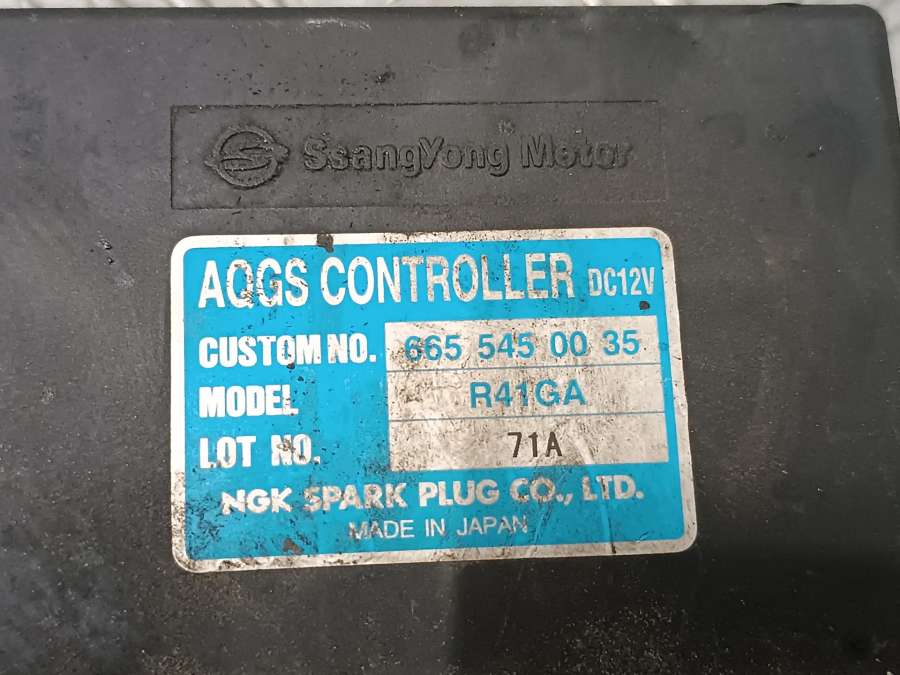 SsangYong Motor
AQGS CONTROLLER DC12V
CUSTOM NO. 665 545 00 35
MODEL R41GA
LOT NO. 71A
NGK SPARK PLUG CO., LTD.
MADE IN JAPAN